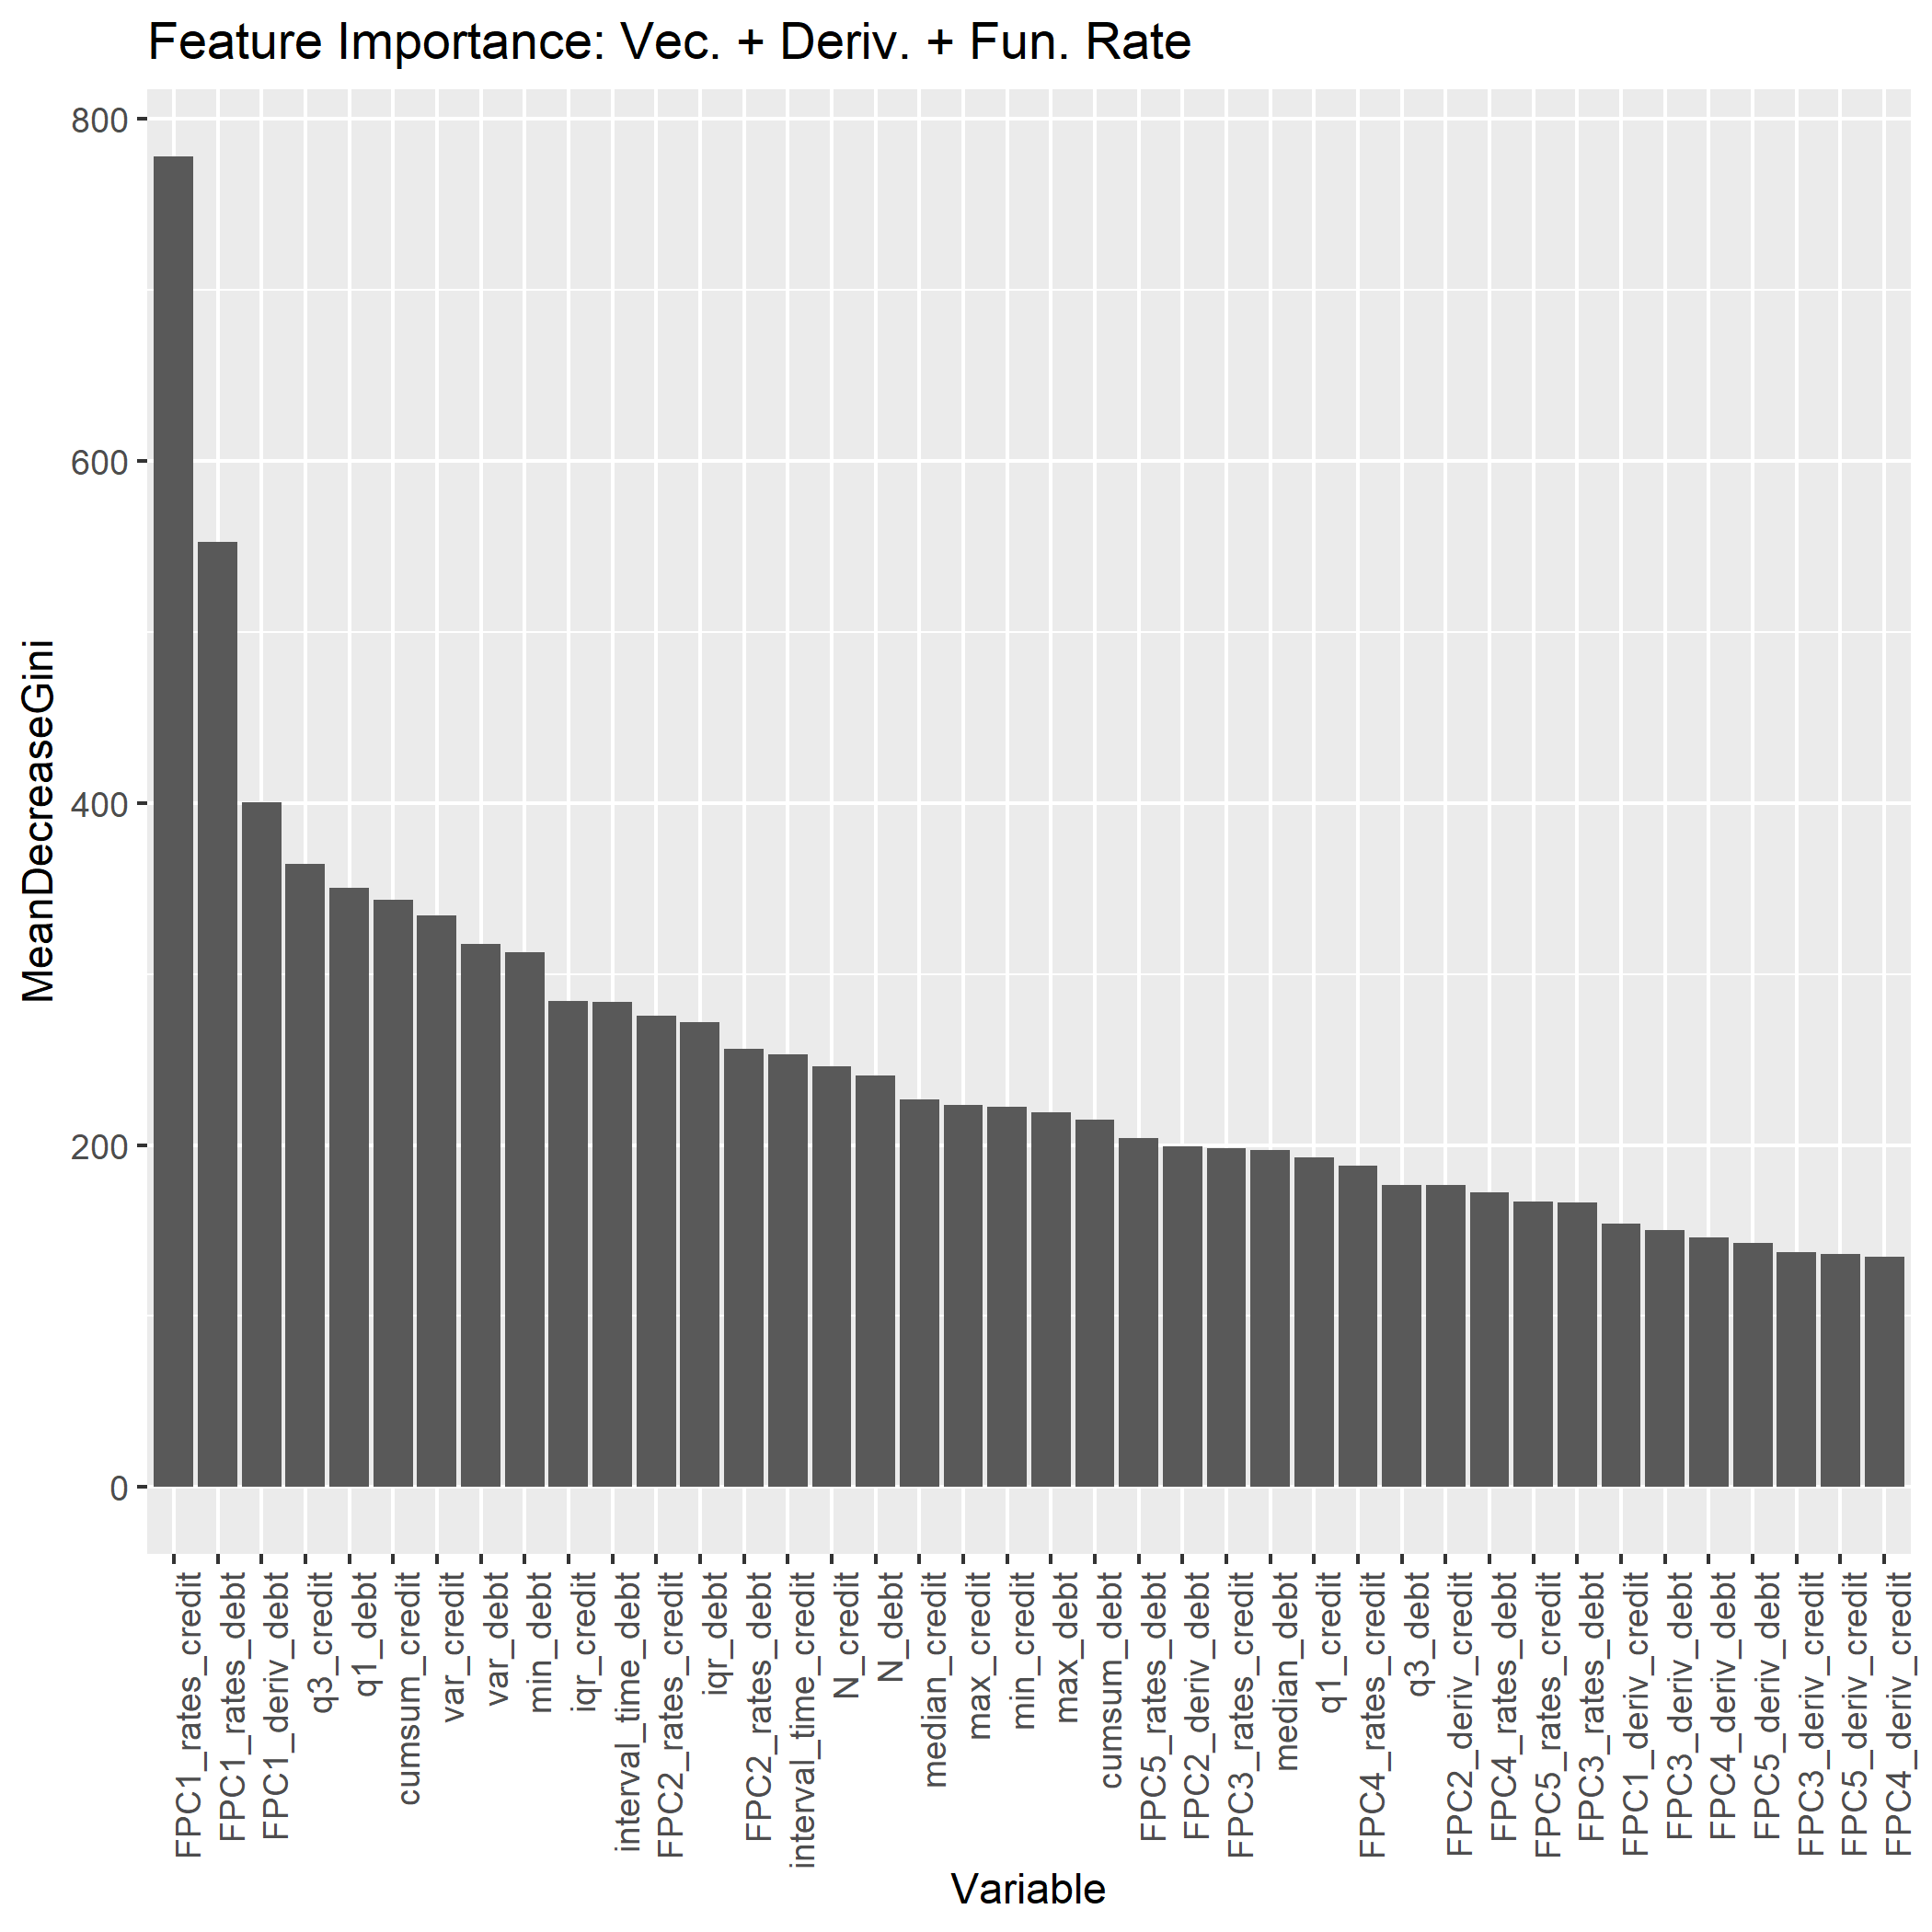 Feature Importance: Vec. + Deriv. + Fun. Rate
MeanDecreaseGini
800
600
400
200
0
FPC1_rates_credit
FPC1_rates_debt
FPC1_deriv_debt
q3_credit
q1_debt
cumsum_credit
var_credit
var_debt
min_debt
iqr_credit
interval_time_debt
FPC2_rates_credit
iqr_debt
FPC2_rates_debt
interval_time_credit
N_credit
N_debt
median_credit
max_credit
min_credit
max_debt
cumsum_debt
FPC5_rates_debt
FPC2_deriv_debt
FPC3_rates_credit
median_debt
q1_credit
FPC4_rates_credit
q3_debt
FPC2_deriv_credit
FPC4_rates_debt
FPC5_rates_credit
FPC3_rates_debt
FPC1_deriv_credit
FPC3_deriv_debt
FPC4_deriv_debt
FPC5_deriv_debt
FPC3_deriv_credit
FPC5_deriv_credit
FPC4_deriv_credit
Variable